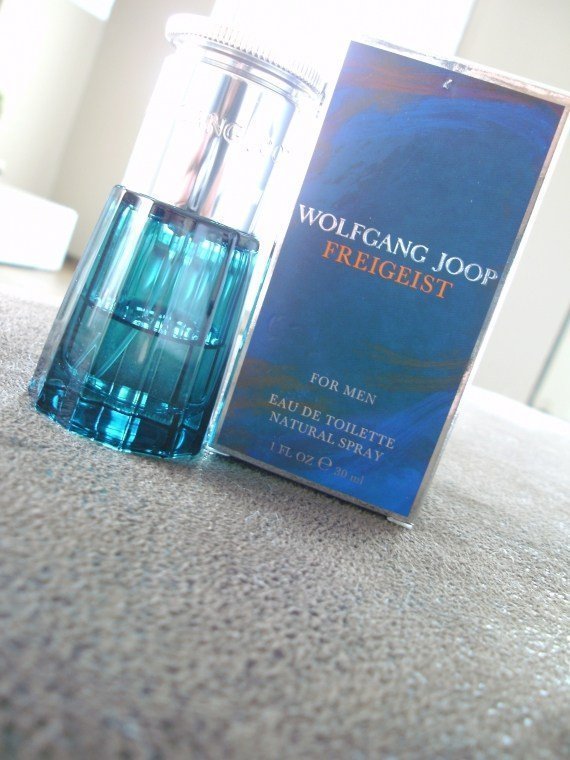 WOLFGANG JOOP
FREIGEIST
FOR MEN
EAU DE TOILETTE
NATURAL SPRAY
1 FL OZ ℮ 30 ml